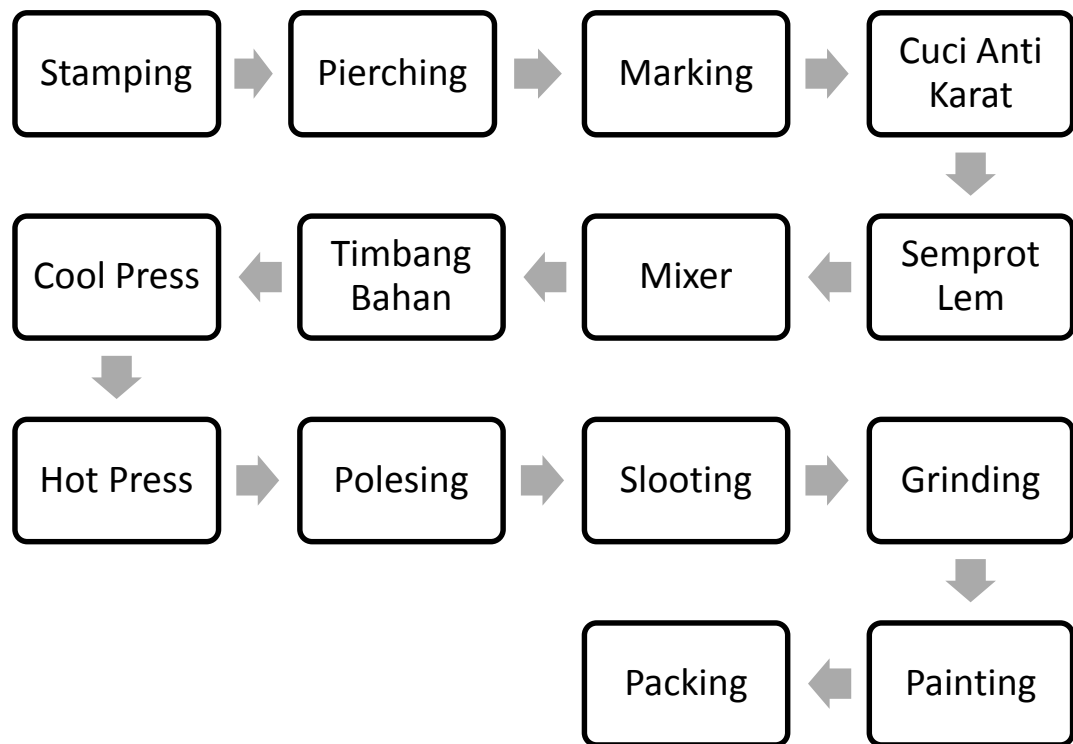 Stamping
Pierching
Marking
Cuci Anti
Karat
Semprot
Lem
Mixer
Timbang
Bahan
Cool Press
Hot Press
Polesing
Slooting
Grinding
Painting
Packing